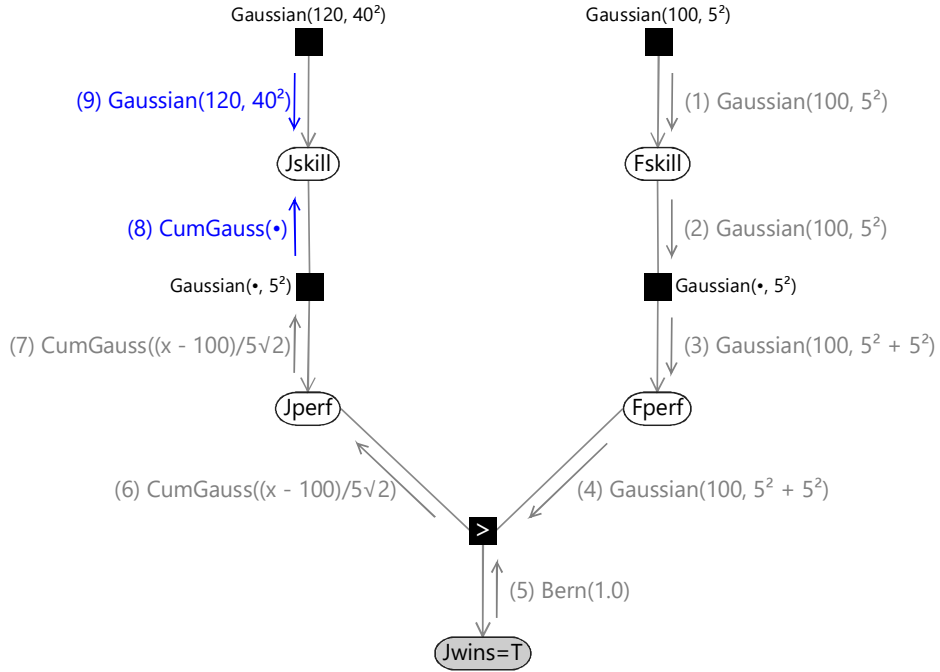 Gaussian(120, 40²)
Gaussian(100, 5²)
(9) Gaussian(120, 40²)
(1) Gaussian(100, 5²)
Jskill
Fskill
(8) CumGauss(•)
(2) Gaussian(100, 5²)
Gaussian(•, 5²)
Gaussian(•, 5²)
(7) CumGauss((x - 100)/5√2)
(3) Gaussian(100, 5² + 5²)
Jperf
Fperf
(6) CumGauss((x - 100)/5√2)
(4) Gaussian(100, 5² + 5²)
>
(5) Bern(1.0)
Jwins=T